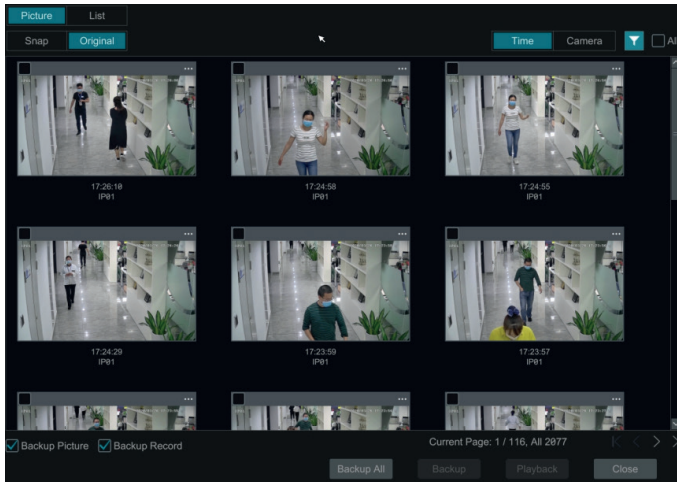 Picture List
Snap Original Time Camera Al
17:26:10 17:24:58 17:24:55
IP01 IP01 IP01
17:24:29 17:23:59 17:23:57
IP01 IP01 IP01
Backup Picture Backup Record Current Page: 1 / 116, All 2077
Backup All Backup Playback Close